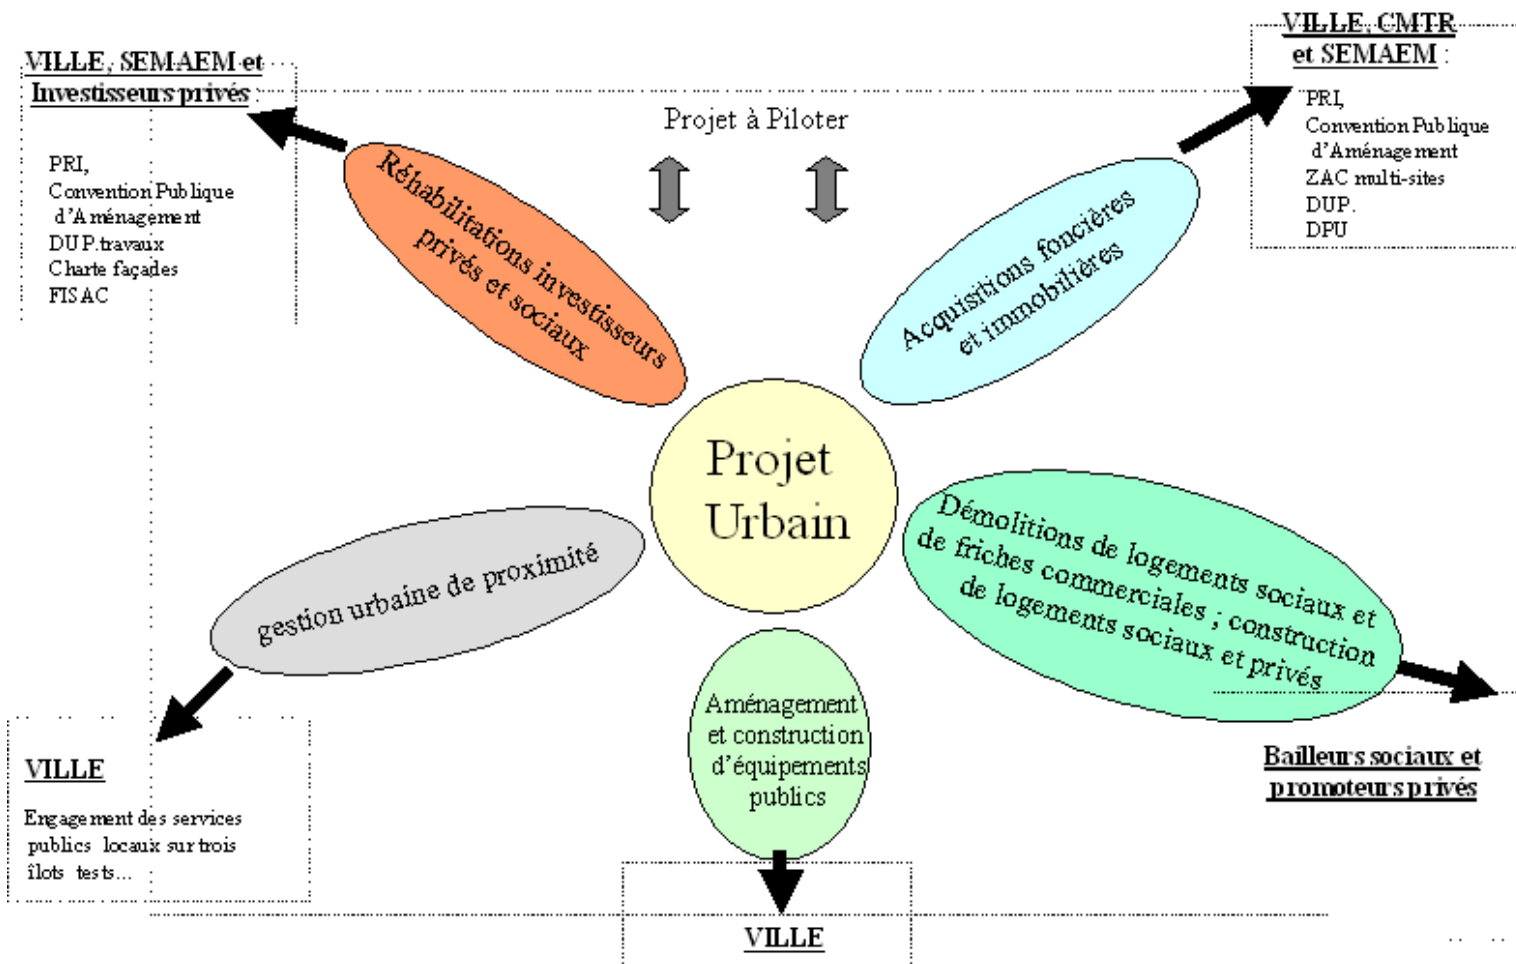 VILLE, SEMAEM et
Investisseurs privés :
PRI,
Convention Publique
d'Aménagement
DUP.travaux
Charte façades
FISAC
Projet à Piloter
VILLE, CMTR
et SEMAEM :
PRI,
Convention Publique
d'Aménagement
ZAC multi-sites
DUP.
DPU
Réhabilitations investisseurs
privés et sociaux
Acquisitions foncières
et immobilières
Projet
Urbain
gestion urbaine de proximité
Démolitions de logements sociaux et
de friches commerciales ; construction
de logements sociaux et privés
Aménagement
et construction
d'équipements
publics
VILLE
Engagement des services
publics locaux sur trois
îlots tests...
Bailleurs sociaux et
promoteurs privés
VILLE